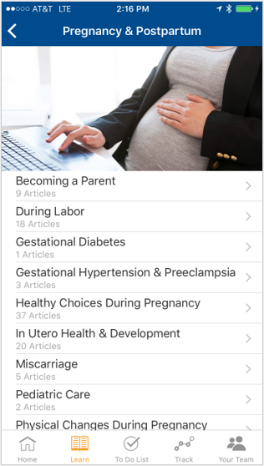 AT&T LTE 2:16 PM
Pregnancy & Postpartum
Becoming a Parent
9 Articles
During Labor
18 Articles
Gestational Diabetes
1 Articles
Gestational Hypertension & Preeclampsia
3 Articles
Healthy Choices During Pregnancy
37 Articles
In Utero Health & Development
20 Articles
Miscarriage
5 Articles
Pediatric Care
2 Articles
Physical Changes During Pregnancy
Home Learn To Do List Track Your Team